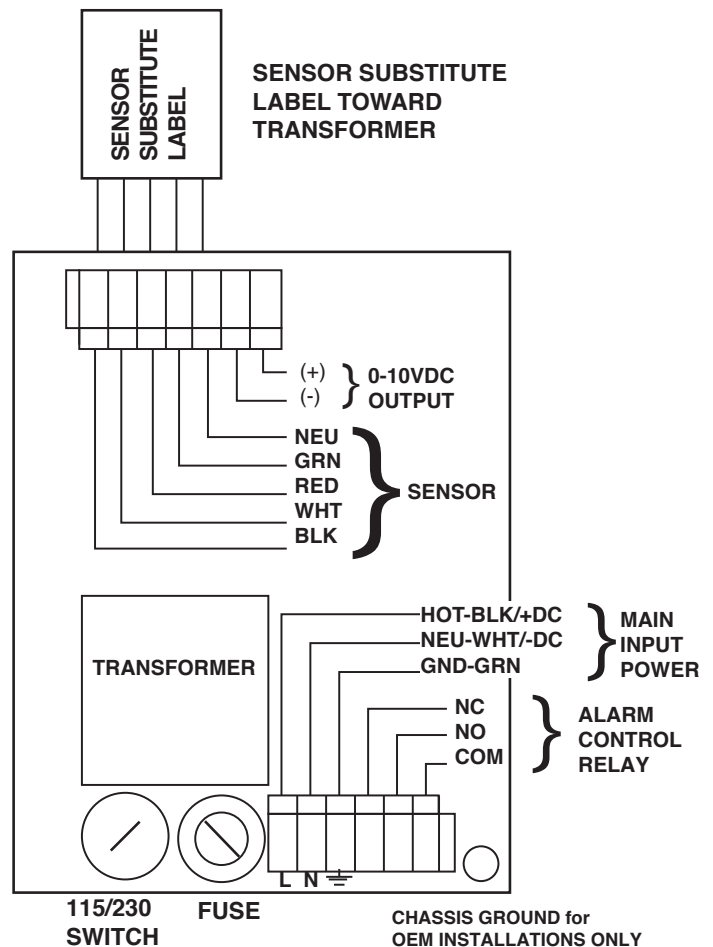 SENSOR
SUBSTITUTE
LABEL
SENSOR SUBSTITUTE
LABEL TOWARD
TRANSFORMER
(+)
(-)
0-10VDC
OUTPUT
NEU
GRN
RED
WHT
BLK
SENSOR
TRANSFORMER
HOT-BLK/+DC
NEU-WHT/-DC
GND-GRN
MAIN
INPUT
POWER
NC
NO
COM
ALARM
CONTROL
RELAY
L N
115/230
SWITCH
FUSE
CHASSIS GROUND for
OEM INSTALLATIONS ONLY